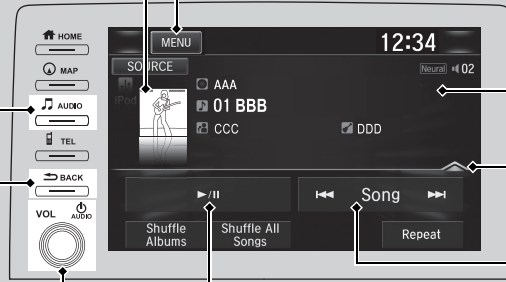 HOME
MENU
12:34
MAP
SOURCE
Neural 02
iPod
AAA
AUDIO
01 BBB
CCC
DDD
TEL
BACK
Song
VOL AUDIO
Shuffle Albums
Shuffle All Songs
Repeat